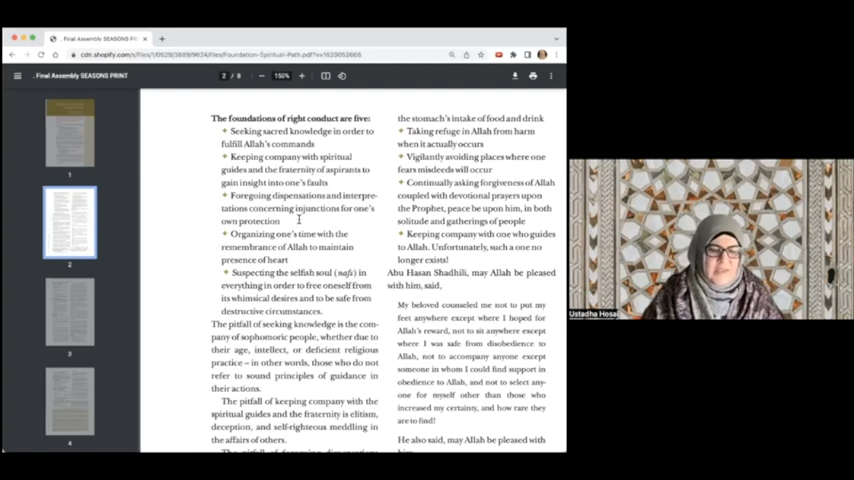 . Final Assembly SEASONS PRINT
cdn.shopify.com/s/files/1/0529/3889/9624/files/Foundation-Spiritual-Path.pdf?v=1620052666
. Final Assembly SEASONS PRINT
2 / 8
150%
1
2
3
4
The foundations of right conduct are five:
✦ Seeking sacred knowledge in order to
fulfill Allah's commands
✦ Keeping company with spiritual
guides and the fraternity of aspirants to
gain insight into one's faults
✦ Foregoing dispensations and interpre-
tations concerning injunctions for one's
own protection
✦ Organizing one's time with the
remembrance of Allah to maintain
presence of heart
✦ Suspecting the selfish soul (nafs) in
everything in order to free oneself from
its whimsical desires and to be safe from
destructive circumstances.
The pitfall of seeking knowledge is the com-
pany of sophomoric people, whether due to
their age, intellect, or deficient religious
practice – in other words, those who do not
refer to sound principles of guidance in
their actions.
The pitfall of keeping company with the
spiritual guides and the fraternity is elitism,
deception, and self-righteous meddling in
the affairs of others.
The pitfall of foregoing dispensations
the stomach's intake of food and drink
✦ Taking refuge in Allah from harm
when it actually occurs
✦ Vigilantly avoiding places where one
fears misdeeds will occur
✦ Continually asking forgiveness of Allah
coupled with devotional prayers upon
the Prophet, peace be upon him, in both
solitude and gatherings of people
✦ Keeping company with one who guides
to Allah. Unfortunately, such a one no
longer exists!
Abu Hasan Shadhili, may Allah be pleased
with him, said,
My beloved counseled me not to put my
feet anywhere except where I hoped for
Allah's reward, not to sit anywhere except
where I was safe from disobedience to
Allah, not to accompany anyone except
someone in whom I could find support in
obedience to Allah, and not to select any-
one for myself other than those who
increased my certainty, and how rare they
are to find!
He also said, may Allah be pleased with
him,
Ustadha Hosai